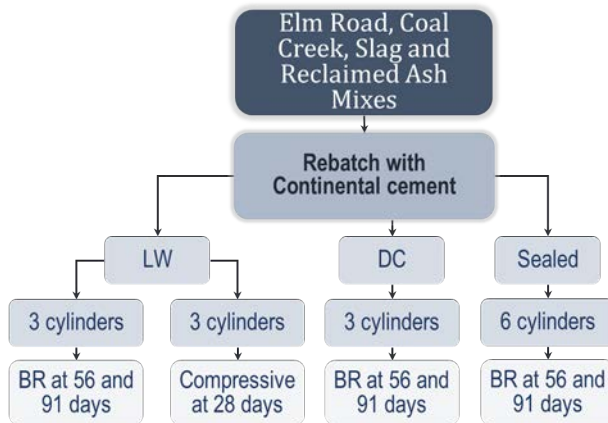 Elm Road, Coal
Creek, Slag and
Reclaimed Ash
Mixes
Rebatch with
Continental cement
LW
DC
Sealed
3 cylinders
3 cylinders
3 cylinders
6 cylinders
BR at 56 and
91 days
Compressive
at 28 days
BR at 56 and
91 days
BR at 56 and
91 days